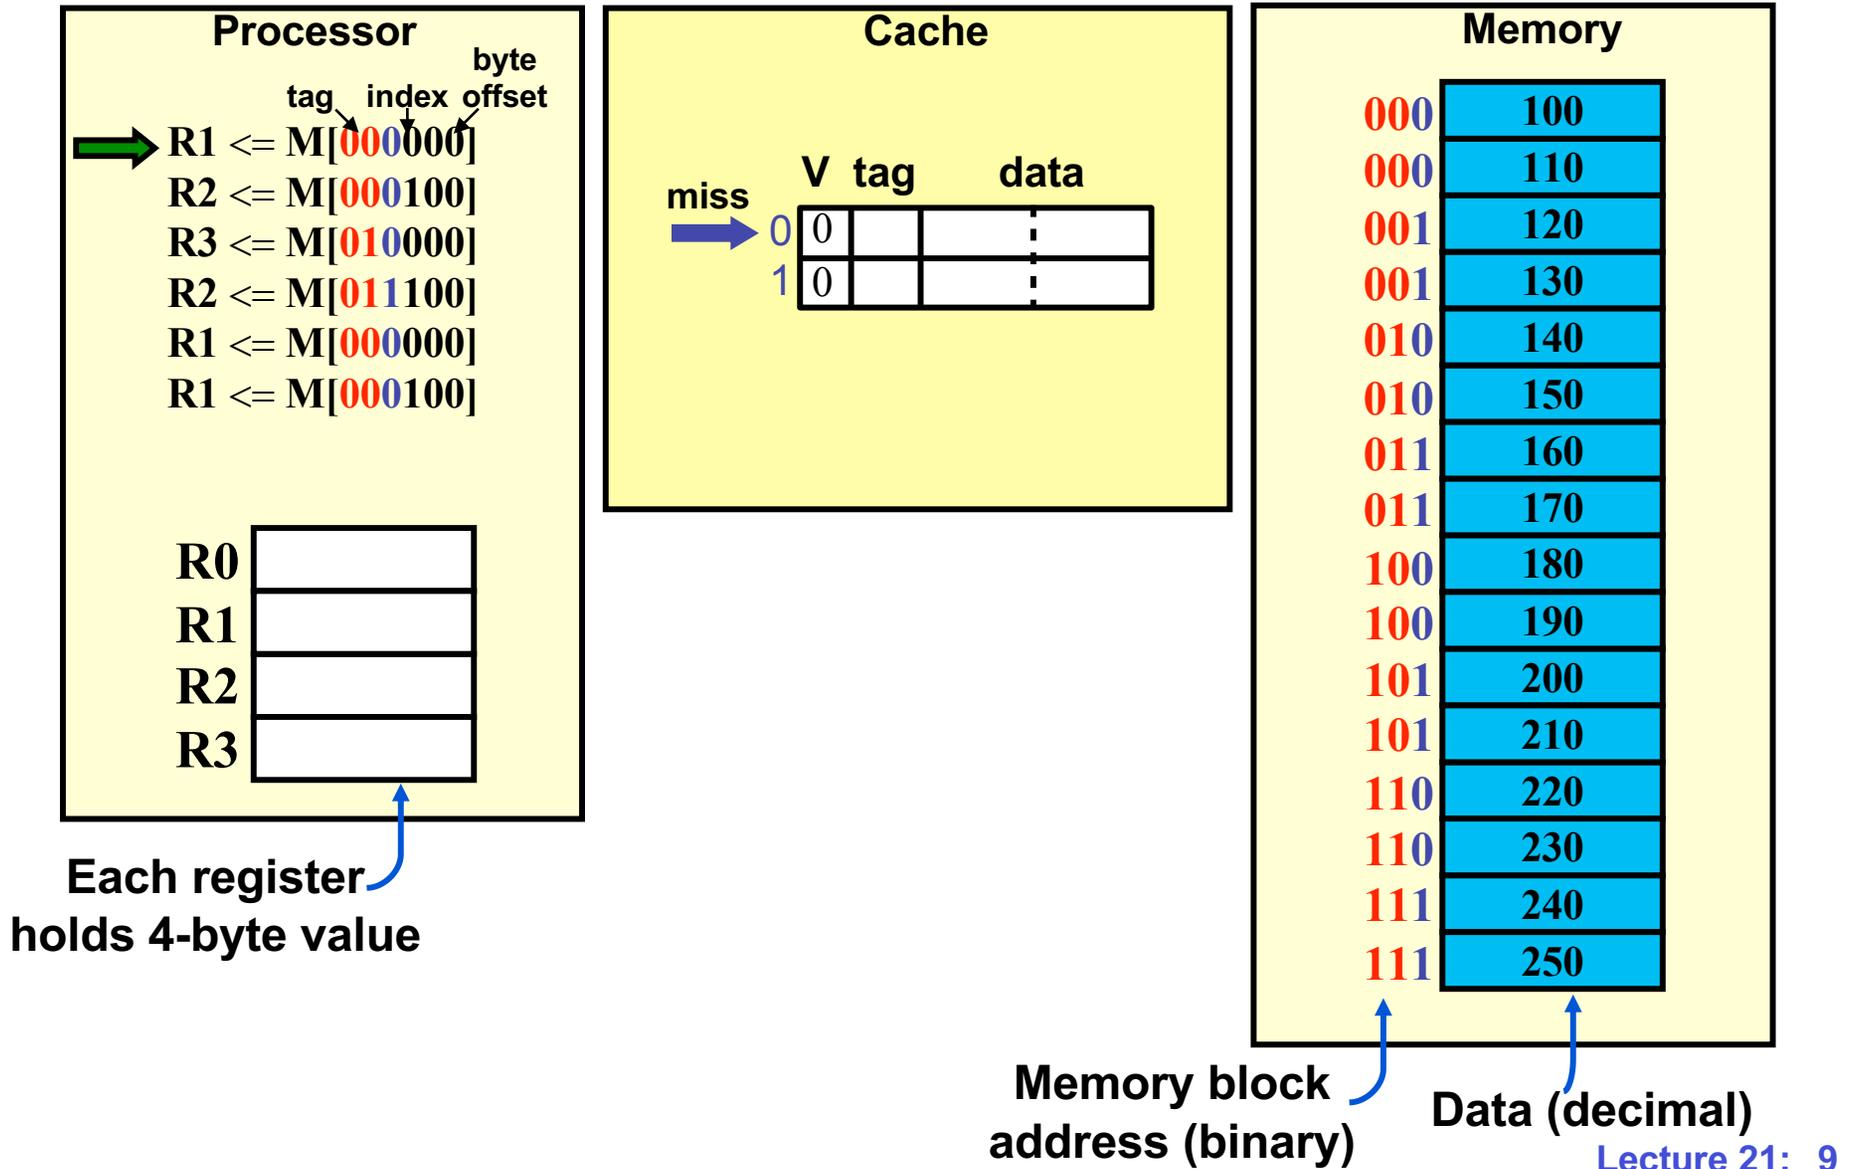 Processor
byte
tag index offset
R1 <= M[000000]
R2 <= M[000100]
R3 <= M[010000]
R2 <= M[011100]
R1 <= M[000000]
R1 <= M[000100]
R0
R1
R2
R3
Each register
holds 4-byte value
Cache
V tag data
miss
0 0
1 0
Memory
000 100
000 110
001 120
001 130
010 140
010 150
011 160
011 170
100 180
100 190
101 200
101 210
110 220
110 230
111 240
111 250
Memory block
address (binary)
Data (decimal)
Lecture 21: 9